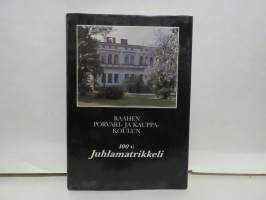 RAAHEN
PORVARI- JA KAUPPA-
KOULUN
100 v.
Juhlamatrikkeli